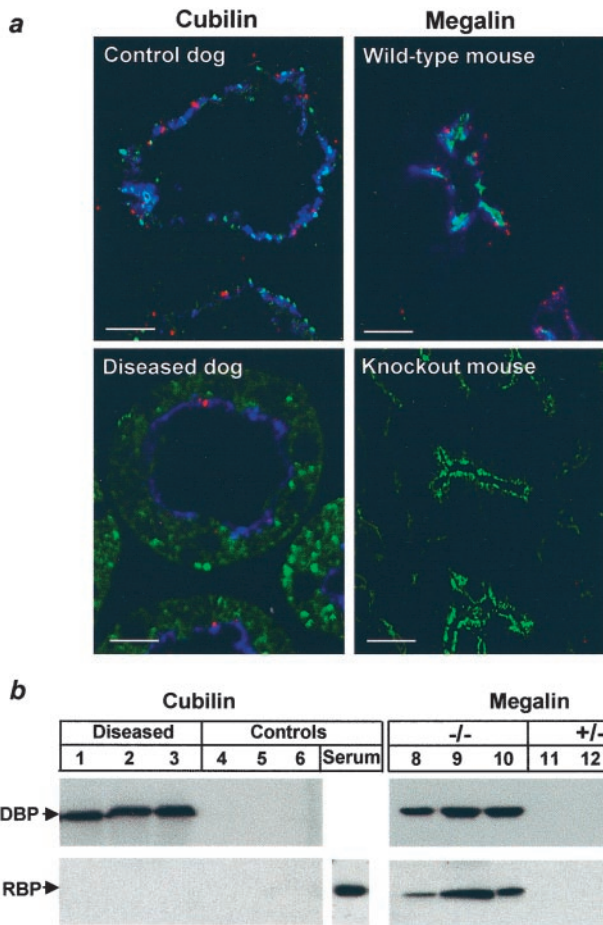 a
Cubilin Megalin
Control dog Wild-type mouse
Diseased dog Knockout mouse
b
Cubilin Megalin
Diseased Controls -/- +/-
1 2 3 4 5 6 Serum 8 9 10 11 12
DBP
RBP